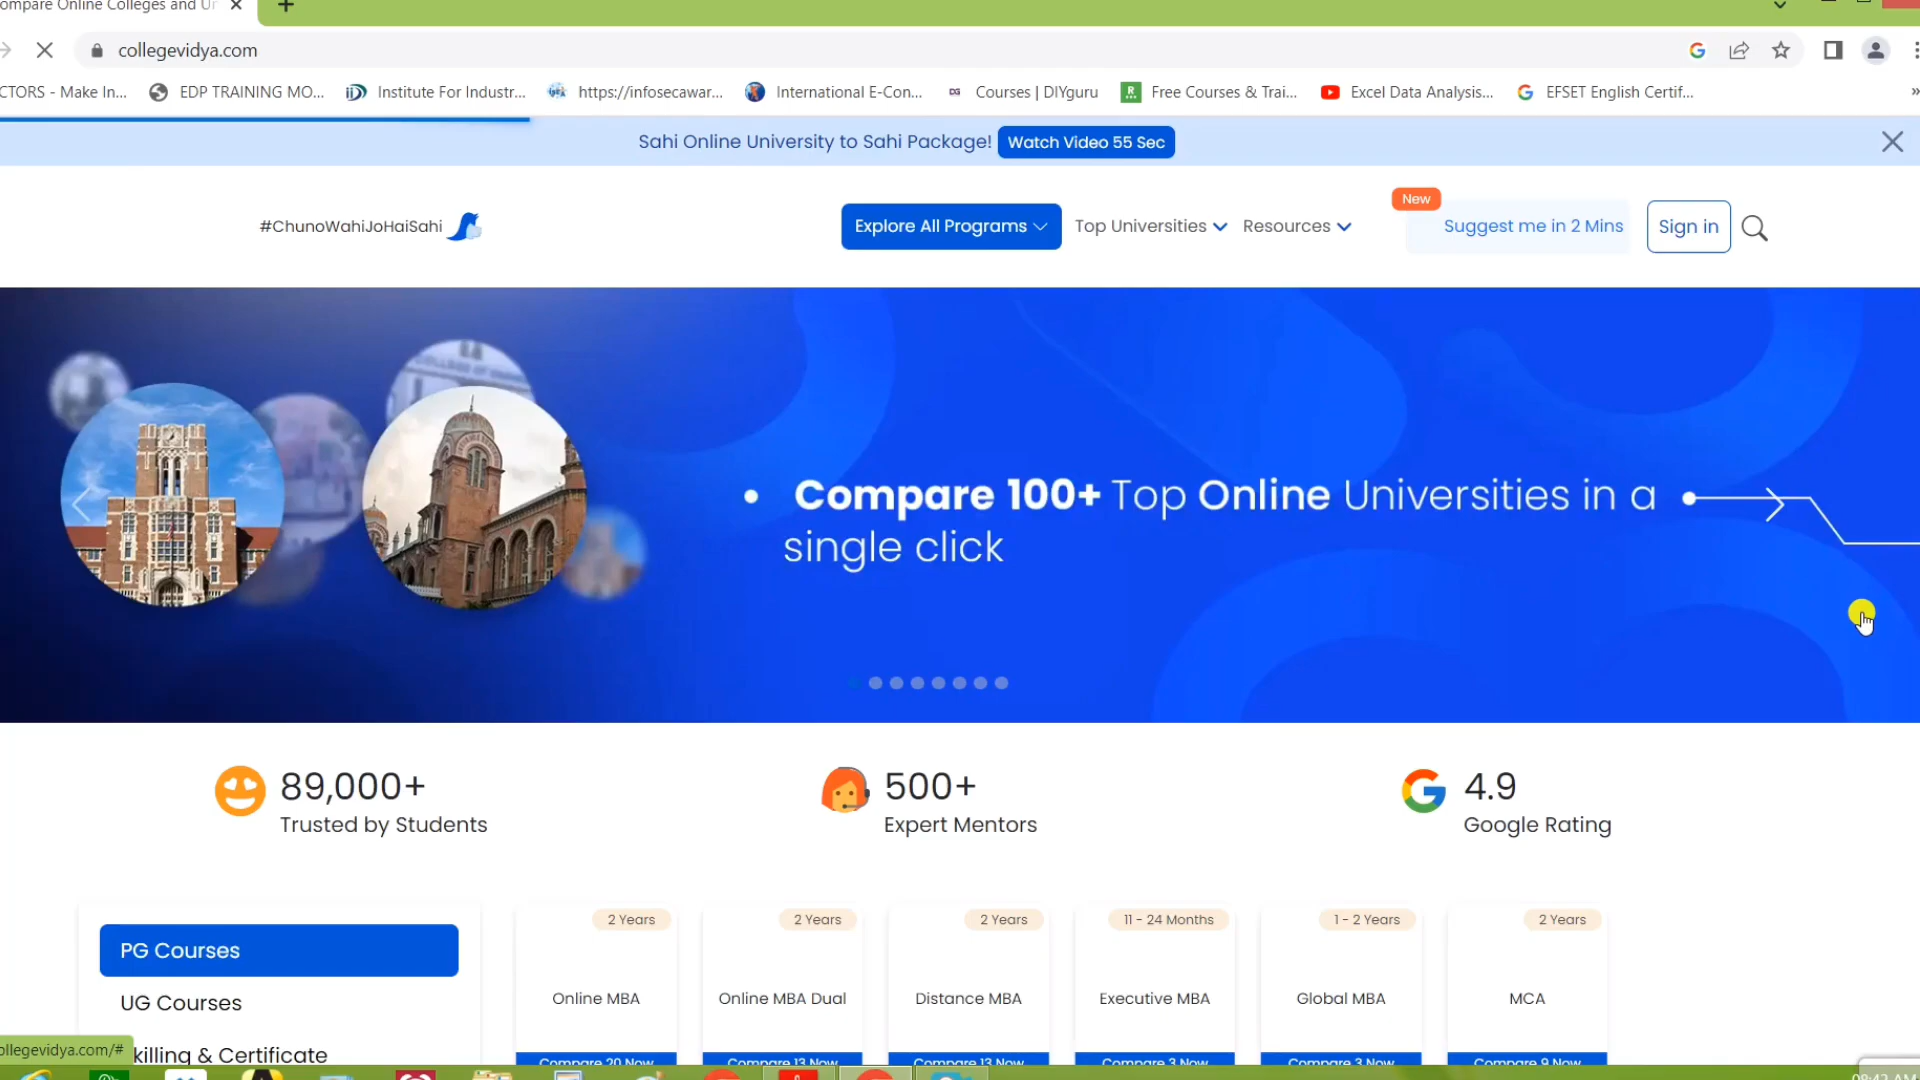 ompare Online Colleges and Un
collegevidya.com
CTORS - Make In...
EDP TRAINING MO...
Institute For Industr...
https://infosecawar...
International E-Con...
Courses | DIYguru
Free Courses & Trai...
Excel Data Analysis...
EFSET English Certif...
Sahi Online University to Sahi Package! Watch Video 55 Sec
#ChunoWahiJoHaiSahi
Explore All Programs
Top Universities
Resources
New
Suggest me in 2 Mins
Sign in
• Compare 100+ Top Online Universities in a
single click
89,000+
Trusted by Students
500+
Expert Mentors
4.9
Google Rating
PG Courses
UG Courses
killing & Certificate
2 Years
Online MBA
Compare 20 Now
2 Years
Online MBA Dual
Compare 13 Now
2 Years
Distance MBA
Compare 13 Now
11 - 24 Months
Executive MBA
Compare 3 Now
1 - 2 Years
Global MBA
Compare 3 Now
2 Years
MCA
Compare 9 Now
ollegevidya.com/#
08:42 AM